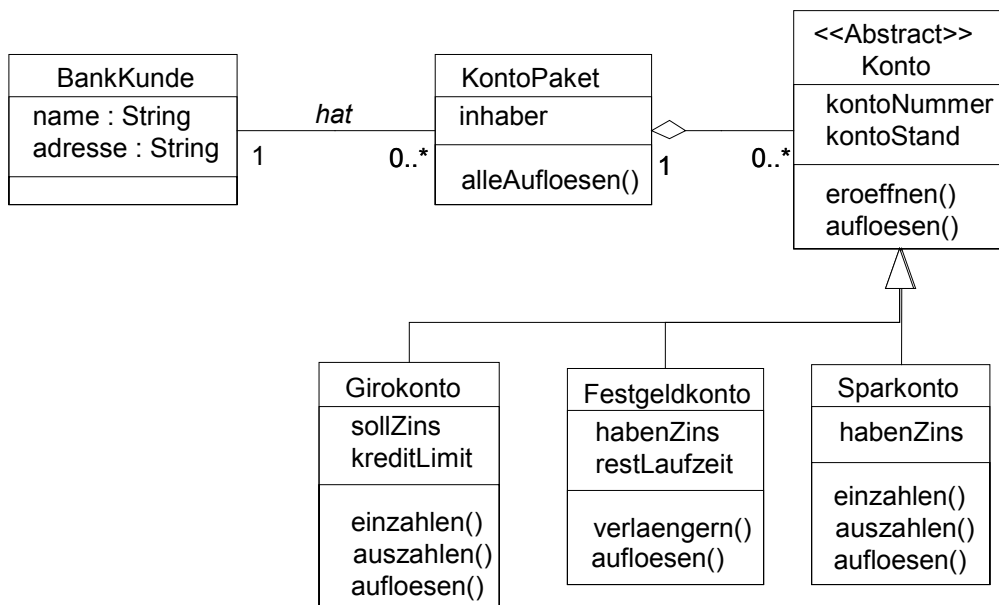 BankKunde
name : String
adresse : String
hat
1
0..*
KontoPaket
inhaber
alleAufloesen()
1
0..*
<<Abstract>>
Konto
kontoNummer
kontoStand
eroeffnen()
aufloesen()
Girokonto
sollZins
kreditLimit
einzahlen()
auszahlen()
aufloesen()
Festgeldkonto
habenZins
restLaufzeit
verlaengern()
aufloesen()
Sparkonto
habenZins
einzahlen()
auszahlen()
aufloesen()